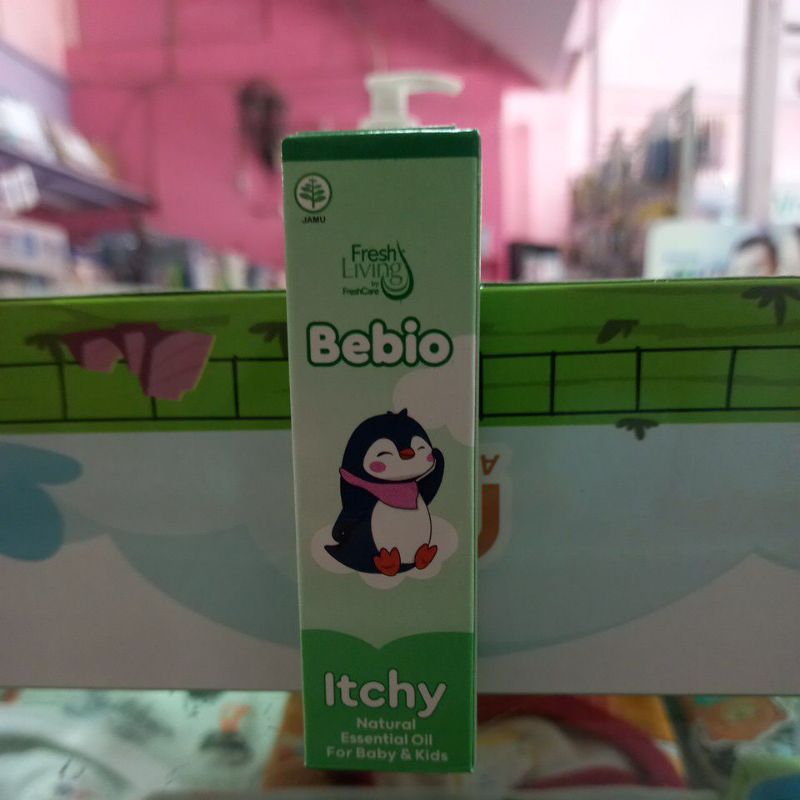 JAMU
Fresh
Living
by
FreshCare
Bebio
Itchy
Natural
Essential Oil
For Baby & Kids